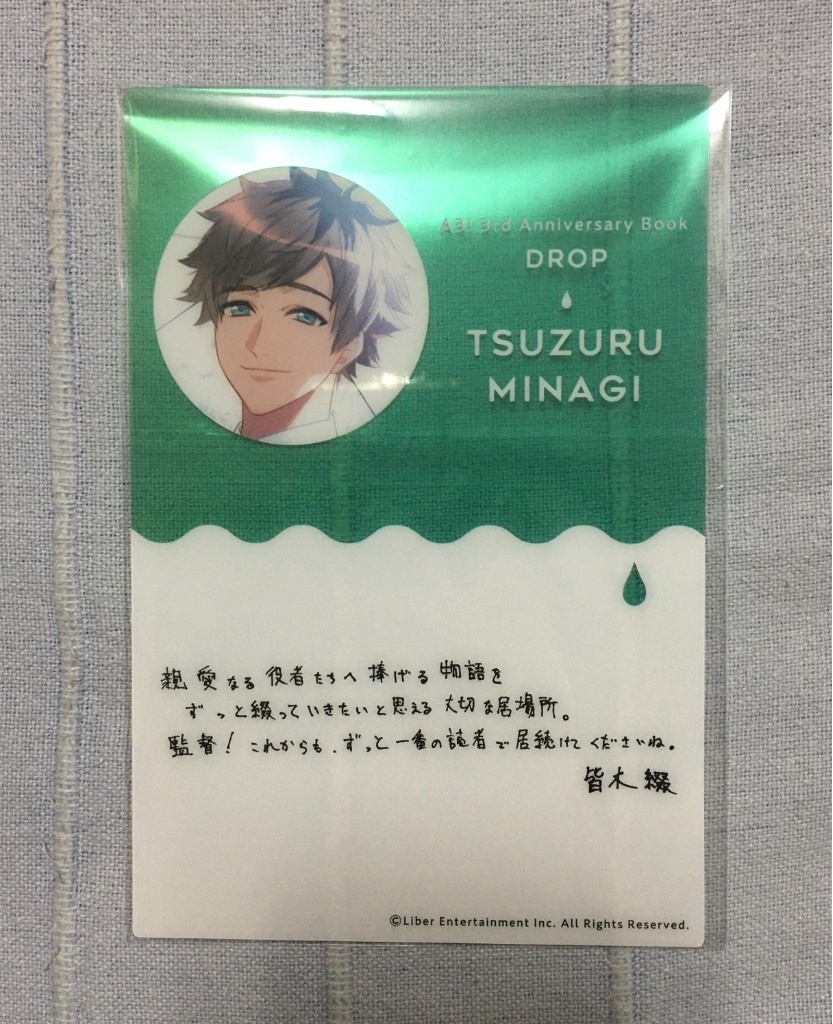 A3! 3rd Anniversary Book
DROP
TSUZURU
MINAGI
親愛なる役者たちへ捧げる物語を
ずっと綴っていきたいと思える大切な居場所。
監督！これからも、ずっと一番の読者で居続けてくださいね。
皆木綴
©Liber Entertainment Inc. All Rights Reserved.